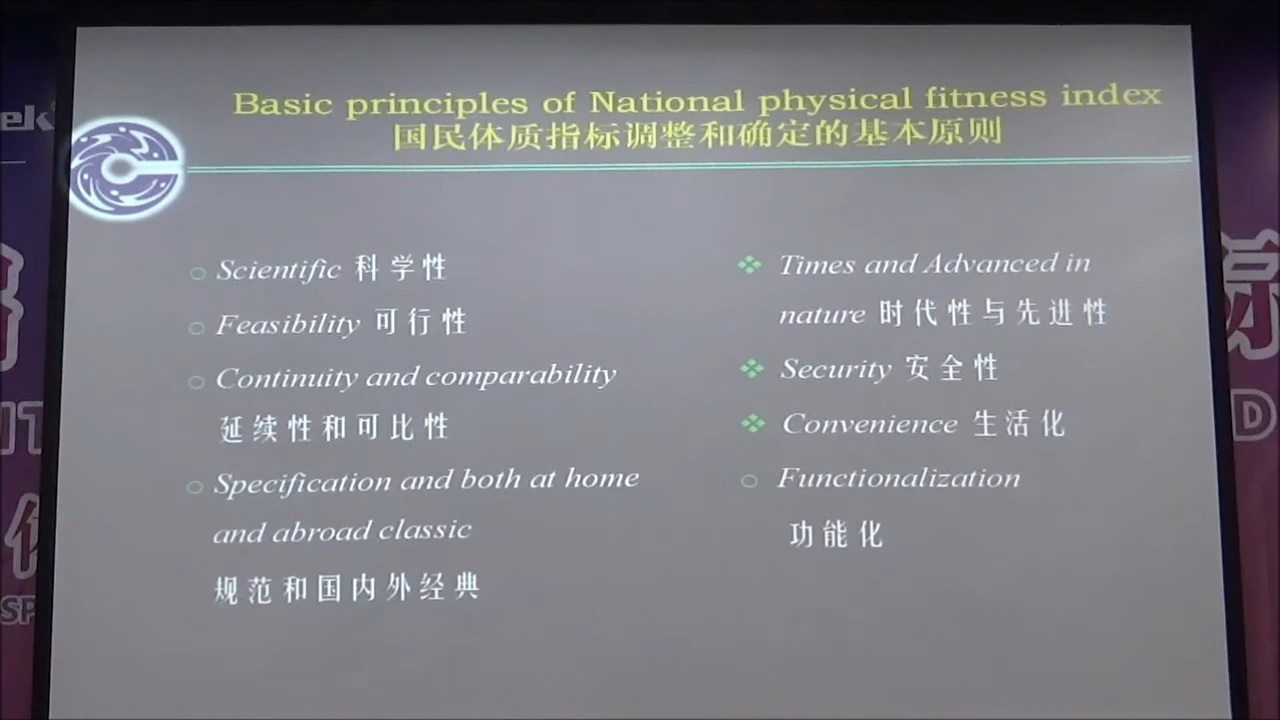 Basic principles of National physical fitness index
国民体质指标调整和确定的基本原则
Scientific 科学性
Feasibility 可行性
Continuity and comparability
延续性和可比性
Specification and both at home
and abroad classic
规范和国内外经典
Times and Advanced in
nature 时代性与先进性
Security 安全性
Convenience 生活化
Functionalization
功能化